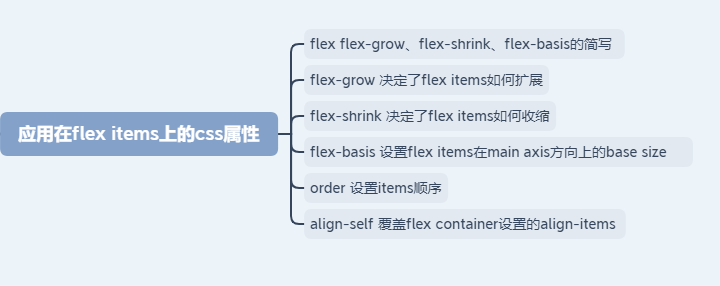 应用在flex items上的css属性
flex flex-grow、flex-shrink、flex-basis的简写
flex-grow 决定了flex items如何扩展
flex-shrink 决定了flex items如何收缩
flex-basis 设置flex items在main axis方向上的base size
order 设置items顺序
align-self 覆盖flex container设置的align-items